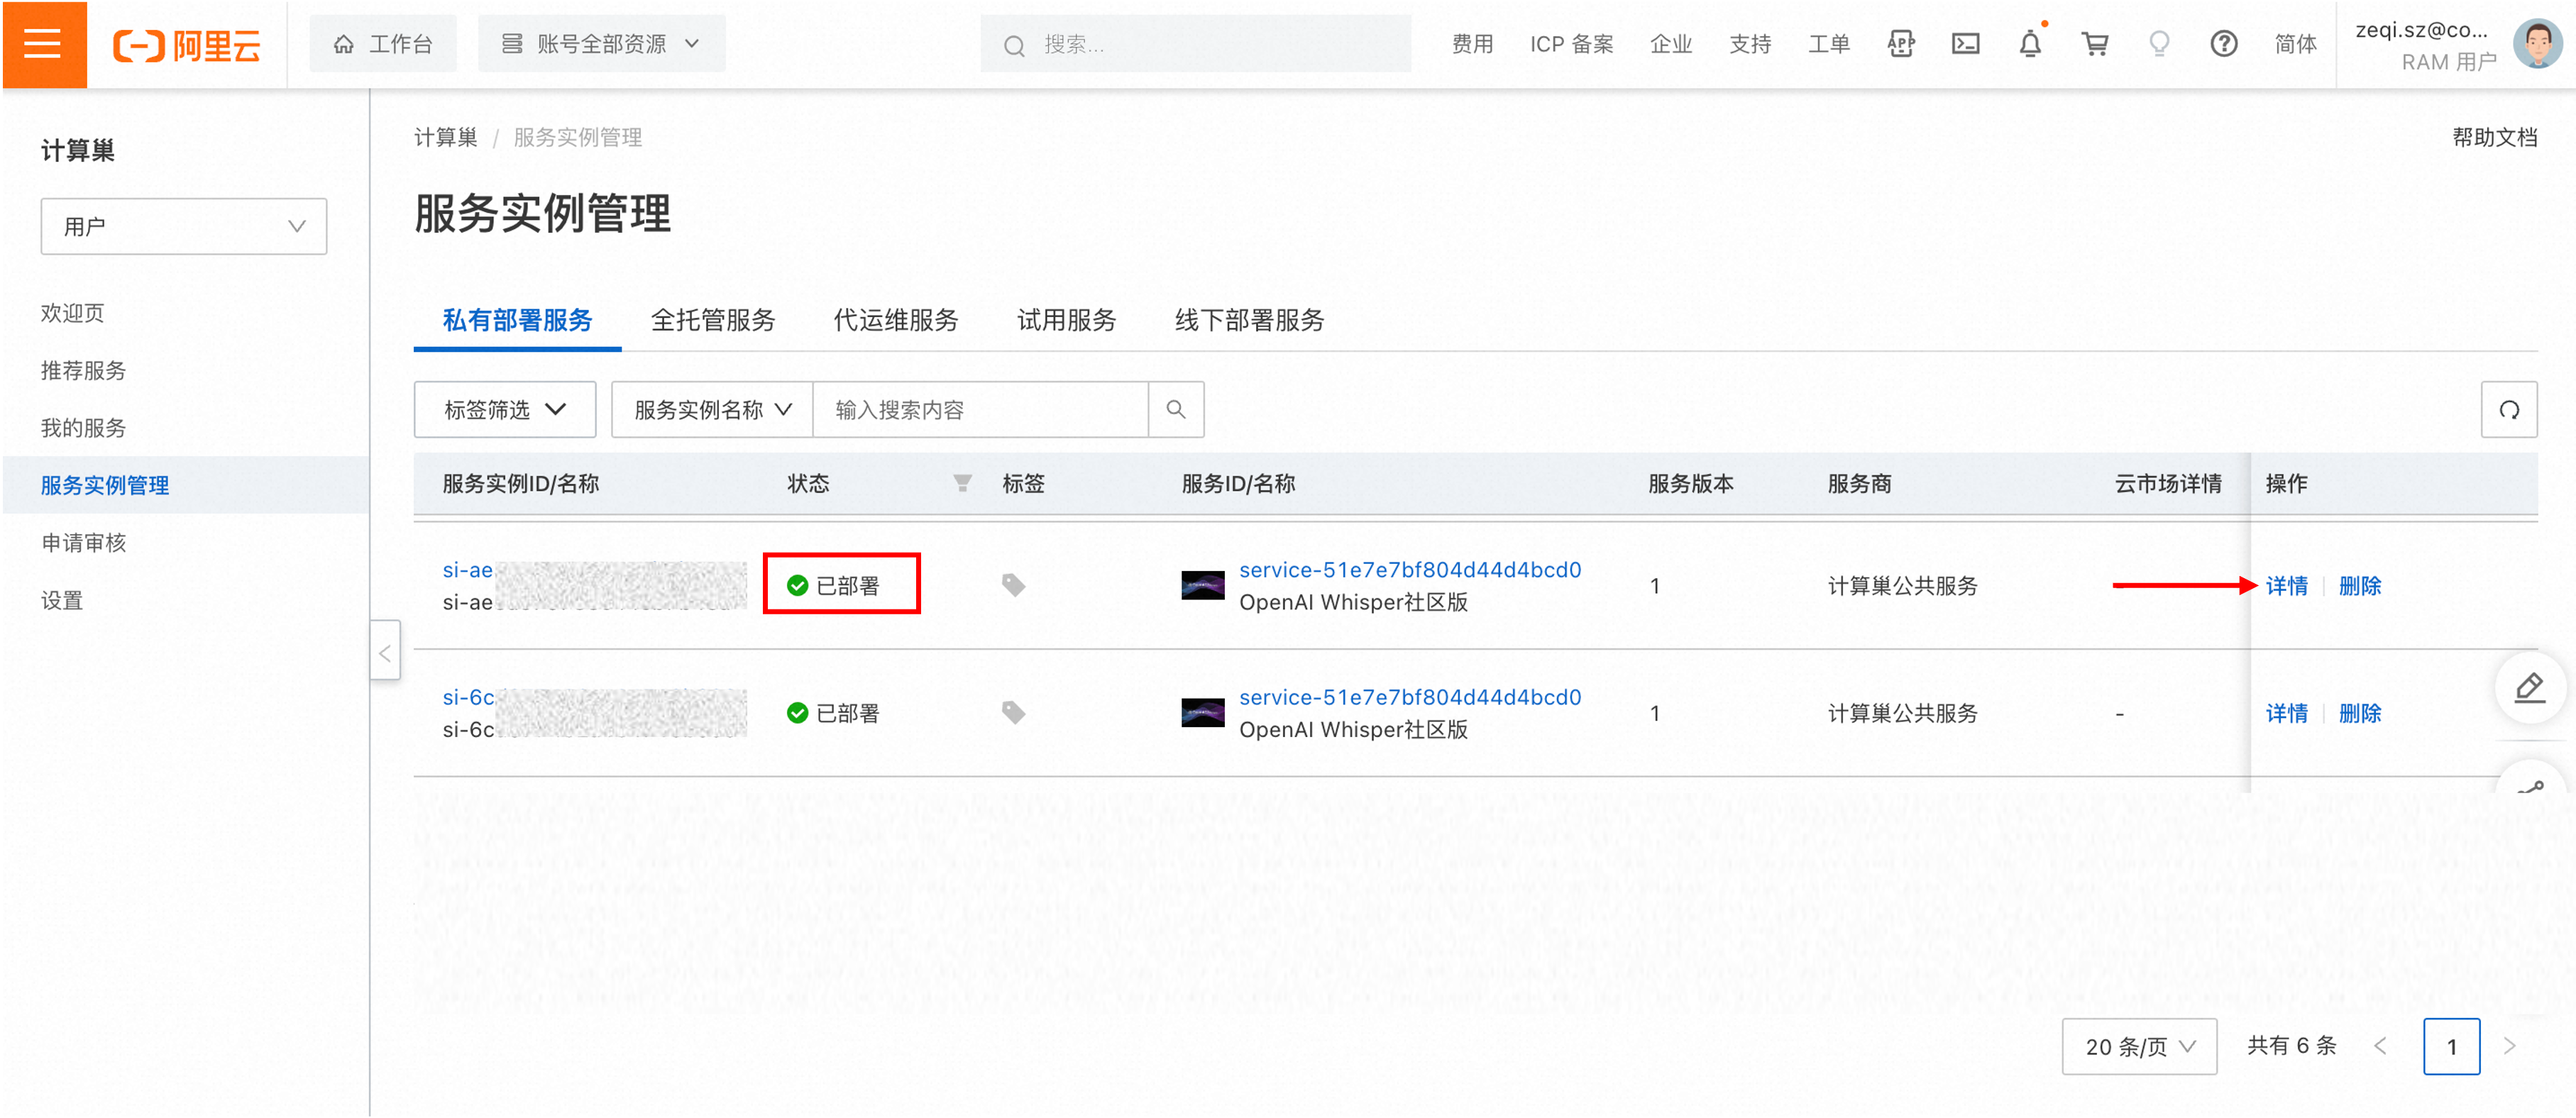 阿里云
工作台
账号全部资源
搜索...
费用
ICP 备案
企业
支持
工单
APP
简体
zeqi.sz@co...
RAM 用户
计算巢
用户
欢迎页
推荐服务
我的服务
服务实例管理
申请审核
设置
计算巢 / 服务实例管理
帮助文档
服务实例管理
私有部署服务
全托管服务
代运维服务
试用服务
线下部署服务
标签筛选
服务实例名称
输入搜索内容
服务实例ID/名称
状态
标签
服务ID/名称
服务版本
服务商
云市场详情
操作
si-ae
si-ae
已部署
service-51e7e7bf804d44d4bcd0
OpenAI Whisper社区版
1
计算巢公共服务
详情
删除
si-6c
si-6c
已部署
service-51e7e7bf804d44d4bcd0
OpenAI Whisper社区版
1
计算巢公共服务
-
详情
删除
20 条/页
共有 6 条
1